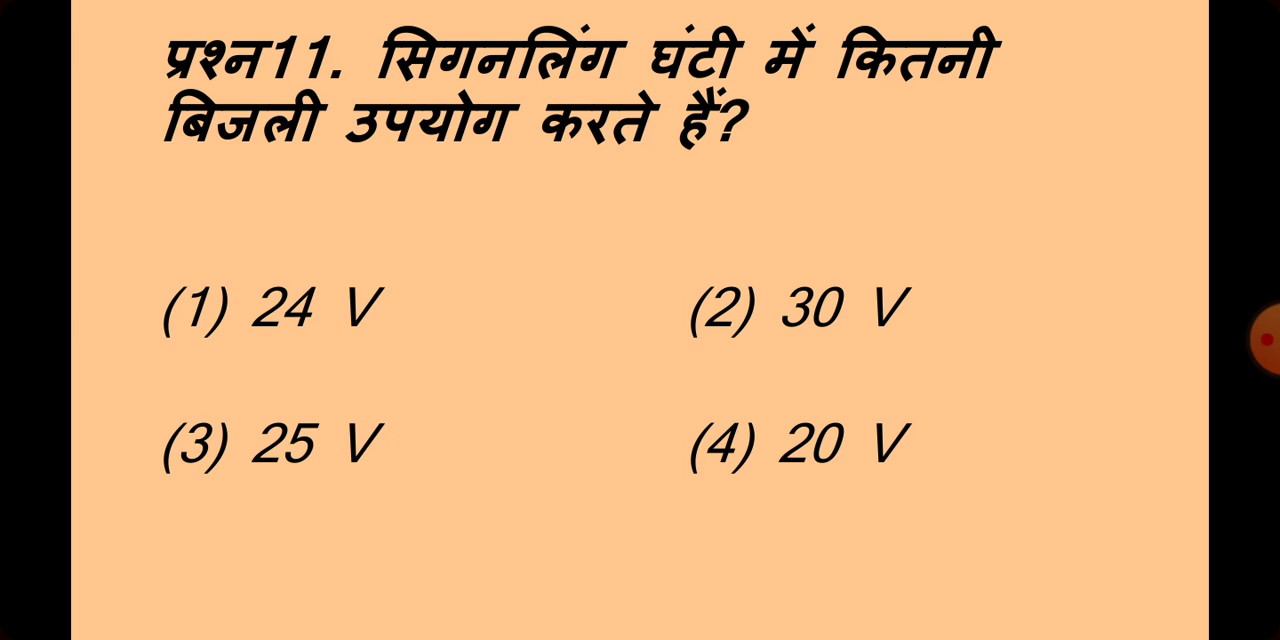 प्रश्न11. सिगनलिंग घंटी में कितनी
बिजली उपयोग करते हैं?
(1) 24 V (2) 30 V
(3) 25 V (4) 20 V